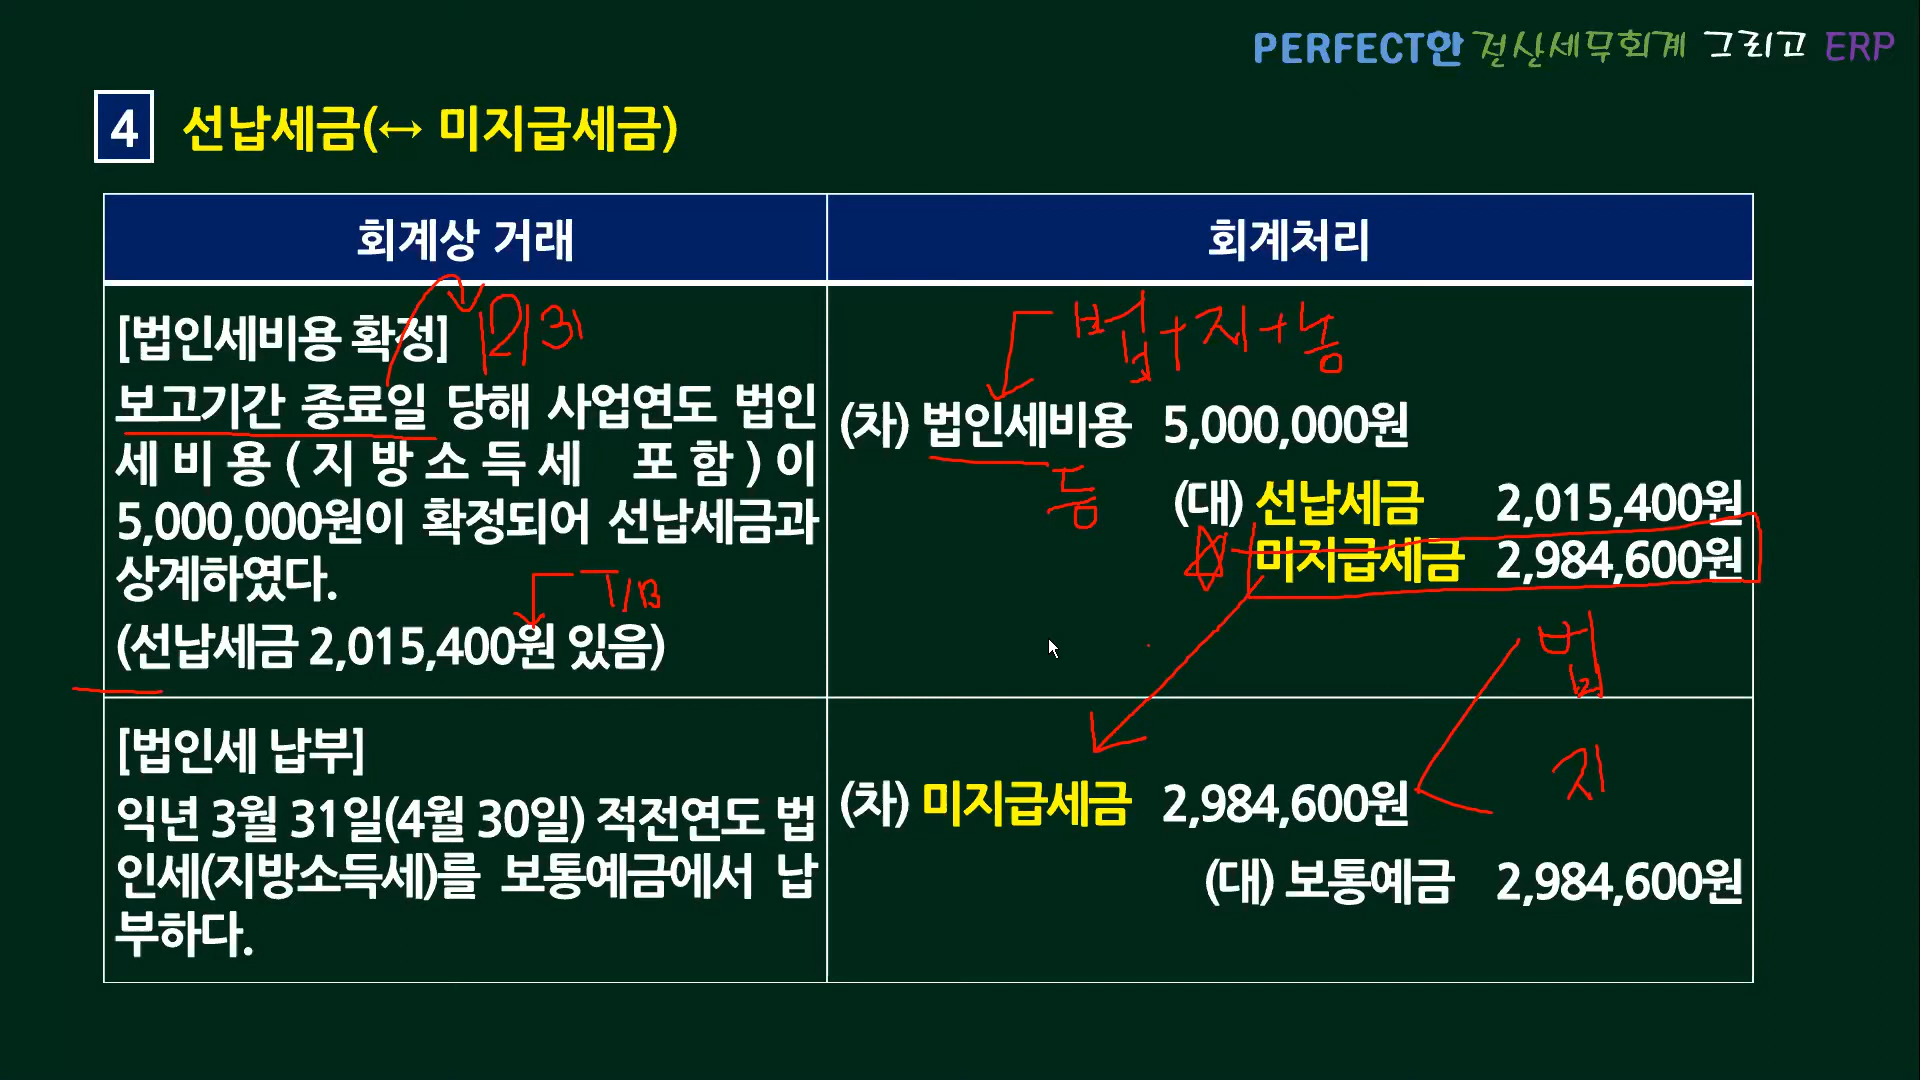 PERFECT한 전산세무회계 그리고 ERP
4 선납세금(↔ 미지급세금)
회계상 거래
회계처리
[법인세비용 확정]
12/31
보고기간 종료일 당해 사업연도 법인
세비용(지방소득세 포함)이
5,000,000원이 확정되어 선납세금과
상계하였다.
T/B
(선납세금 2,015,400원 있음)
법+지+농
(차) 법인세비용 5,000,000원
등
(대) 선납세금 2,015,400원
미지급세금 2,984,600원
법
지
[법인세 납부]
익년 3월 31일(4월 30일) 적전연도 법
인세(지방소득세)를 보통예금에서 납
부하다.
(차) 미지급세금 2,984,600원
(대) 보통예금 2,984,600원